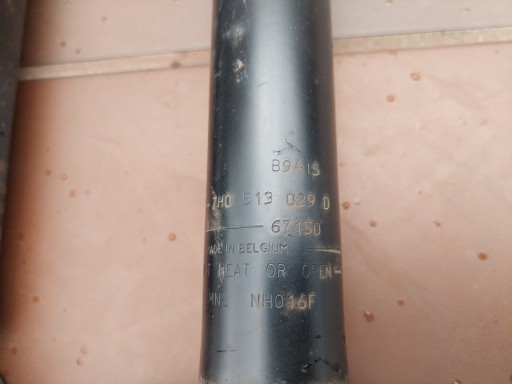 B9A15
7H0 513 029 D
67150
MADE IN BELGIUM
T HEAT OR OPEN
NH016F